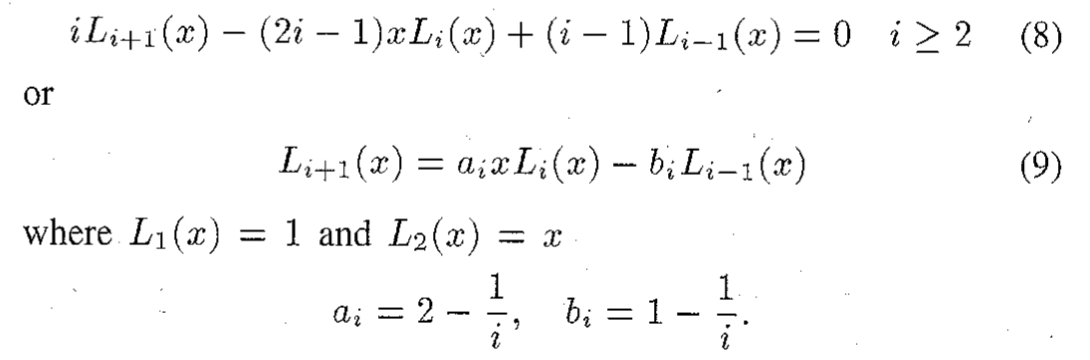 iL_{i+1}(x) − (2i − 1)xL_i(x) + (i − 1)L_{i−1}(x) = 0   i ≥ 2   (8)
or
L_{i+1}(x) = a_i xL_i(x) − b_i L_{i−1}(x)   (9)
where L_1(x) = 1 and L_2(x) = x
a_i = 2 − 1/i,   b_i = 1 − 1/i.